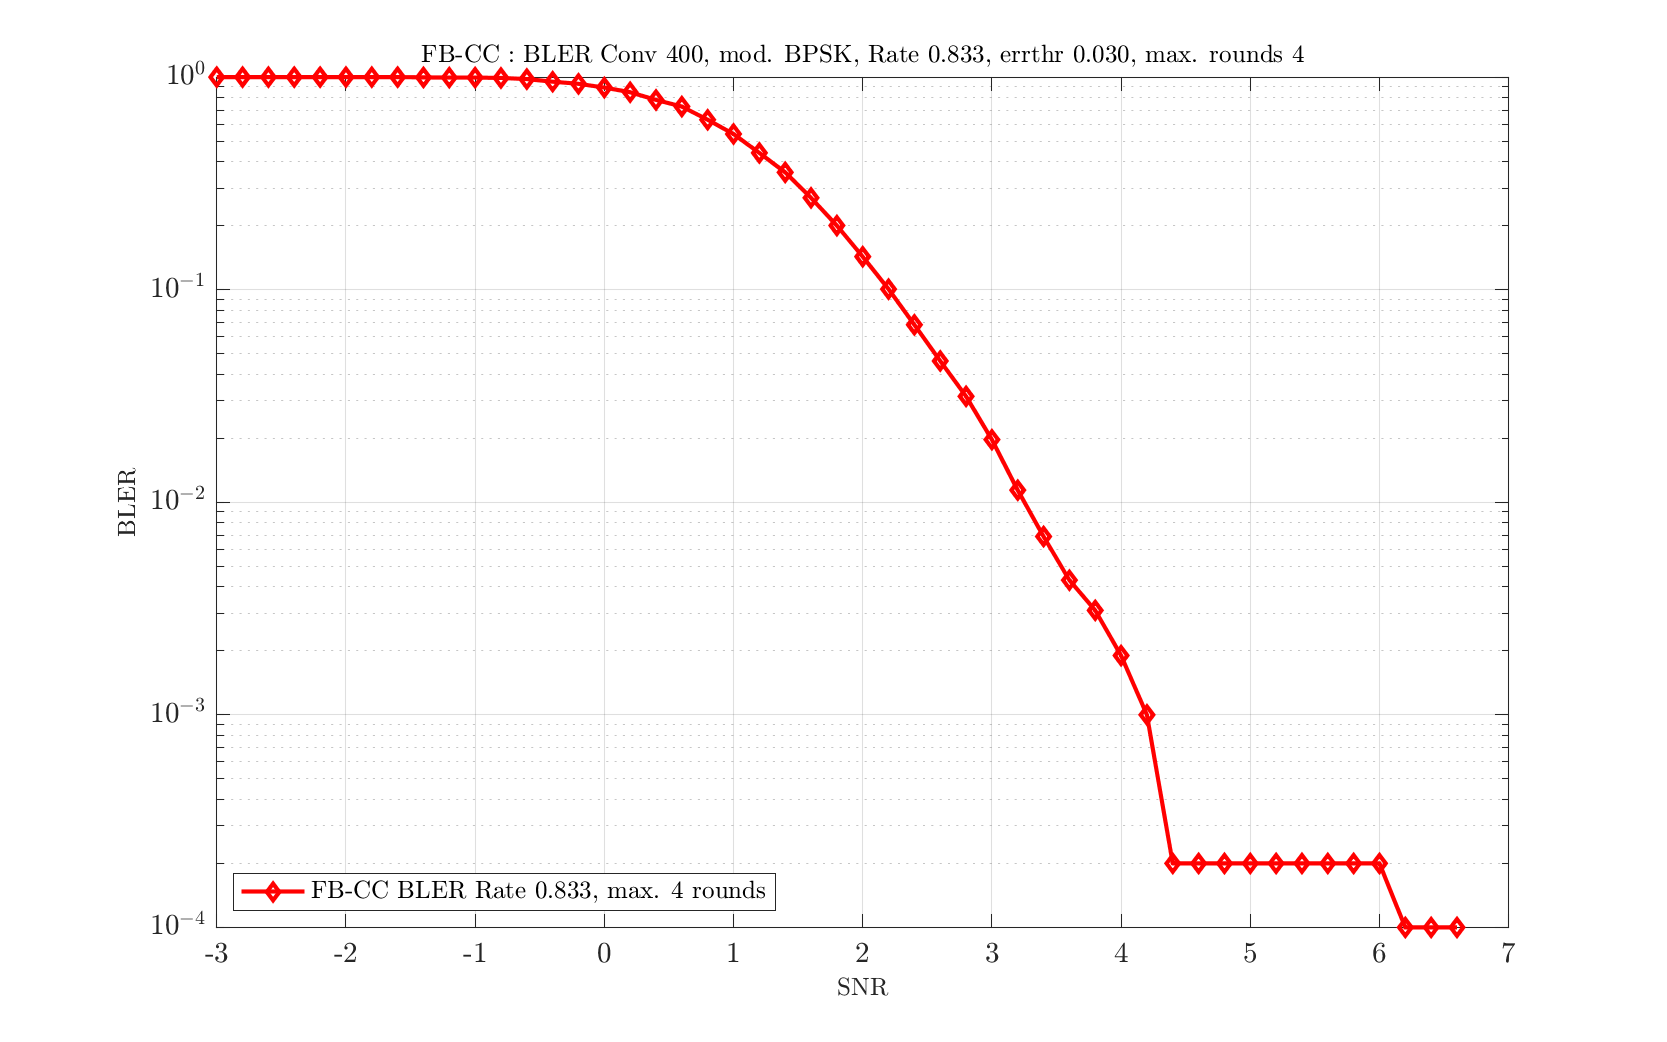 FB-CC : BLER Conv 400, mod. BPSK, Rate 0.833, errthr 0.030, max. rounds 4
10^0
10^-1
10^-2
10^-3
10^-4
BLER
FB-CC BLER Rate 0.833, max. 4 rounds
-3 -2 -1 0 1 2 3 4 5 6 7
SNR